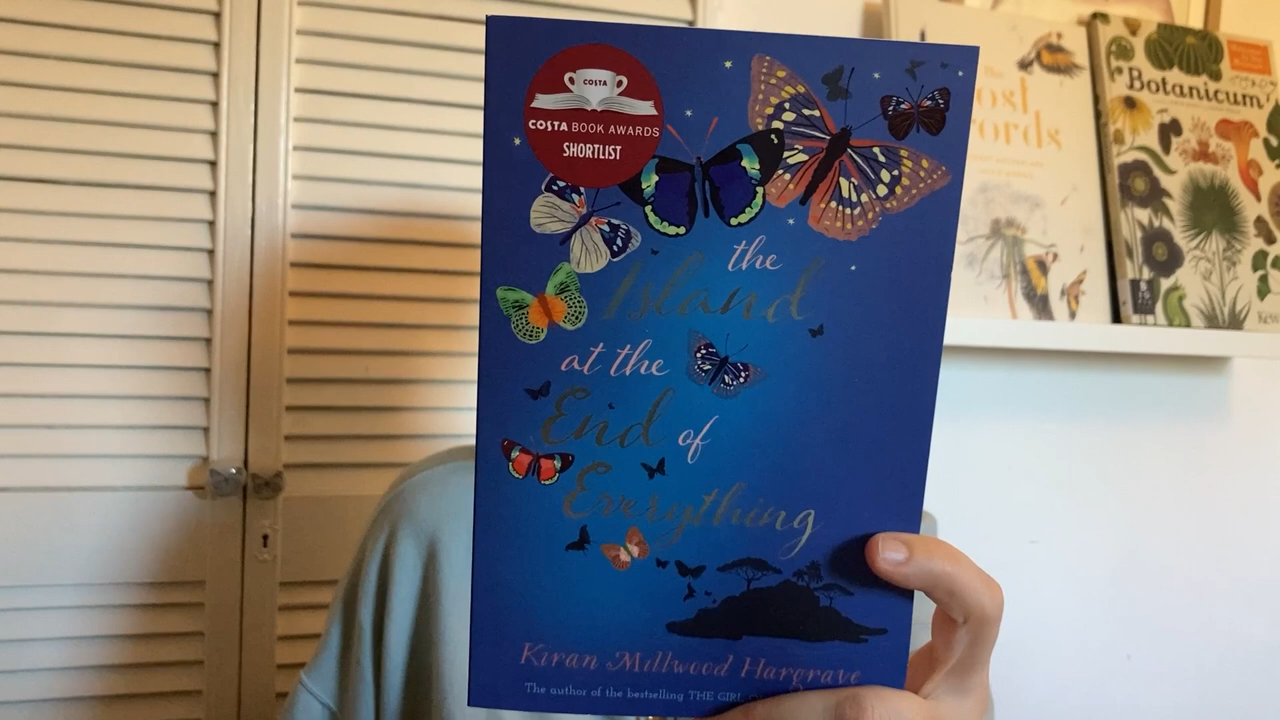 COSTA
COSTA BOOK AWARDS
SHORTLIST
the
Island
at the
End of
Everything
Kiran Millwood Hargrave
The author of the bestselling THE GIRL
ost
ords
Botanicum